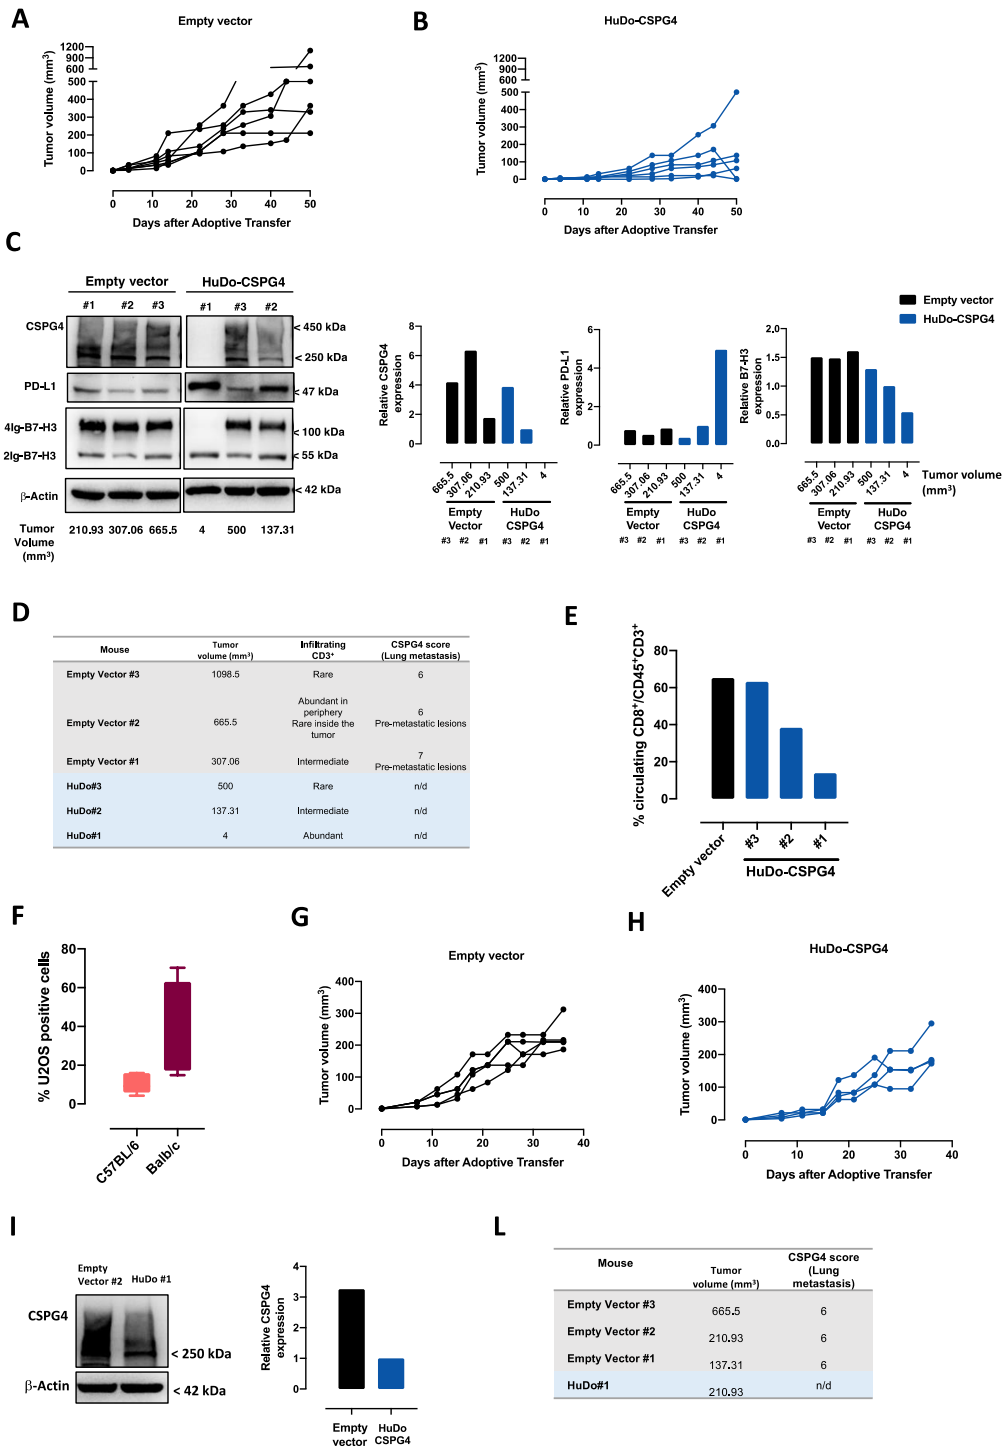 A
Empty vector
Tumor volume (mm³)
1200
900
600
500
400
300
200
100
0
0 10 20 30 40 50
Days after Adoptive Transfer
B
HuDo-CSPG4
Tumor volume (mm³)
1200
900
600
500
400
300
200
100
0
0 10 20 30 40 50
Days after Adoptive Transfer
C
Empty vector HuDo-CSPG4
#1 #2 #3 #1 #3 #2
CSPG4
< 450 kDa
< 250 kDa
PD-L1
< 47 kDa
4Ig-B7-H3
< 100 kDa
2Ig-B7-H3
< 55 kDa
β-Actin
< 42 kDa
Tumor Volume (mm³)
210.93 307.06 665.5 4 500 137.31
Relative CSPG4 expression
8
6
4
2
0
665.5 307.06 210.93 500 137.31 4
Empty Vector
HuDo CSPG4
#3 #2 #1 #3 #2 #1
Relative PD-L1 expression
6
4
2
0
665.5 307.06 210.93 500 137.31 4
Empty Vector
HuDo CSPG4
#3 #2 #1 #3 #2 #1
Relative B7-H3 expression
2.0
1.5
1.0
0.5
0.0
665.5 307.06 210.93 500 137.31 4
Tumor volume (mm³)
Empty Vector
HuDo CSPG4
#3 #2 #1 #3 #2 #1
Empty vector
HuDo-CSPG4
D
Mouse
Tumor volume (mm³)
Infiltrating CD3⁺
CSPG4 score (Lung metastasis)
Empty Vector #3 1098.5 Rare 6
Empty Vector #2 665.5
Abundant in periphery
Rare inside the tumor
6
Pre-metastatic lesions
Empty Vector #1 307.06 Intermediate
7
Pre-metastatic lesions
HuDo#3 500 Rare n/d
HuDo#2 137.31 Intermediate n/d
HuDo#1 4 Abundant n/d
E
% circulating CD8⁺/CD45⁺CD3⁺
80
60
40
20
0
Empty vector #3 #2 #1
HuDo-CSPG4
F
% U2OS positive cells
80
60
40
20
0
C57BL/6 Balb/c
G
Empty vector
Tumor volume (mm³)
400
300
200
100
0
0 10 20 30 40
Days after Adoptive Transfer
H
HuDo-CSPG4
Tumor volume (mm³)
400
300
200
100
0
0 10 20 30 40
Days after Adoptive Transfer
I
Empty Vector #2
HuDo #1
CSPG4
< 250 kDa
β-Actin
< 42 kDa
Relative CSPG4 expression
4
3
2
1
0
Empty vector
HuDo CSPG4
L
Mouse
Tumor volume (mm³)
CSPG4 score (Lung metastasis)
Empty Vector #3 665.5 6
Empty Vector #2 210.93 6
Empty Vector #1 137.31 6
HuDo#1 210.93 n/d